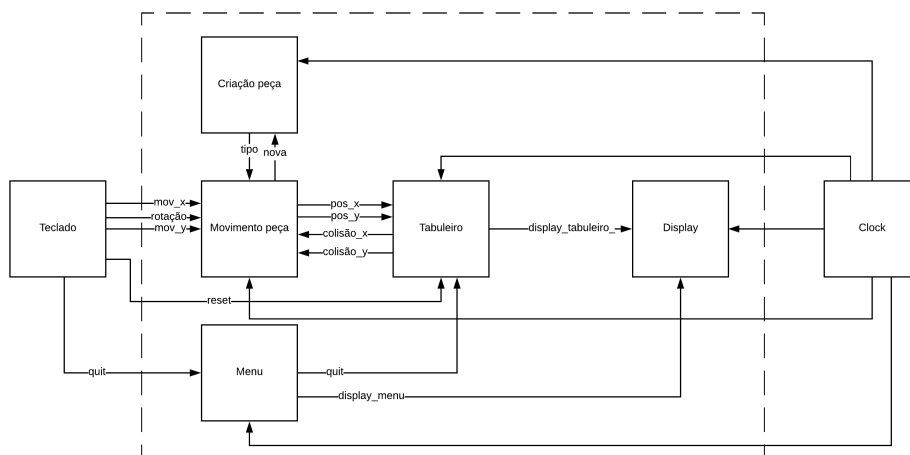 Criação peça
tipo
nova
Teclado
mov_x
rotação
mov_y
Movimento peça
pos_x
pos_y
colisão_x
colisão_y
Tabuleiro
display_tabuleiro_
Display
Clock
reset
quit
Menu
quit
display_menu